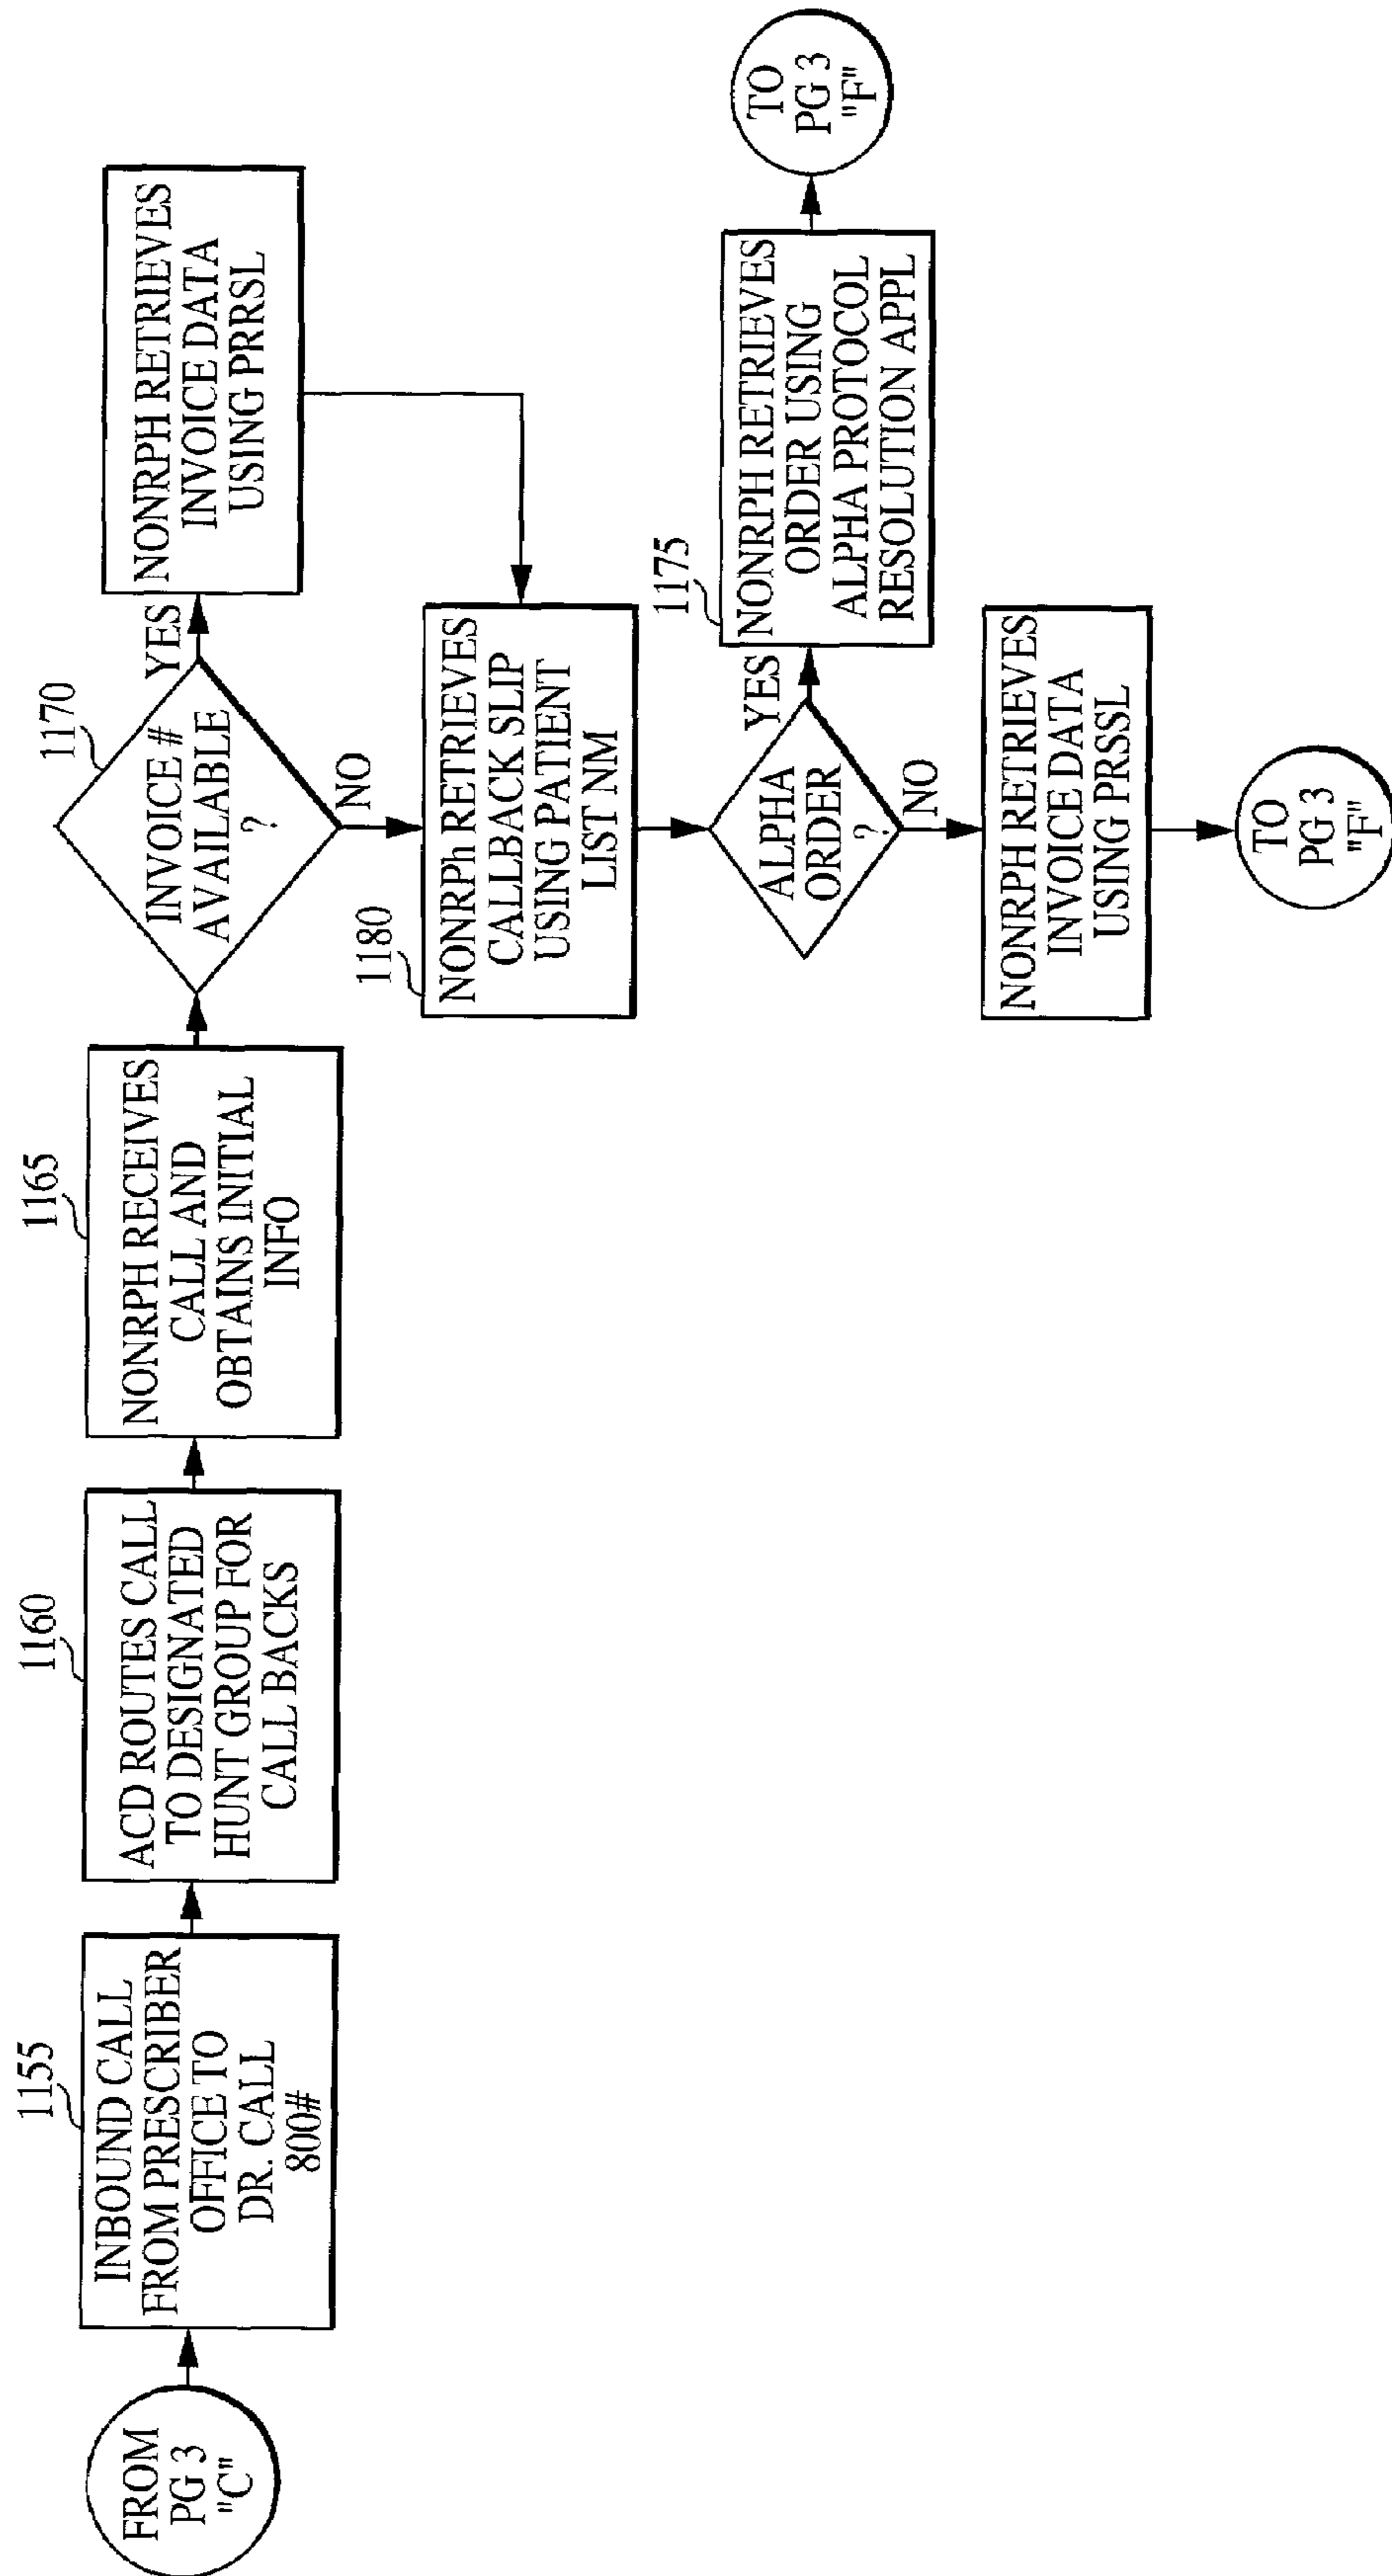 FROM
PG 3
"C"
1155
INBOUND CALL
FROM PRESCRIBER
OFFICE TO
DR. CALL
800#
1160
ACD ROUTES CALL
TO DESIGNATED
HUNT GROUP FOR
CALL BACKS
1165
NONRPH RECEIVES
CALL AND
OBTAINS INITIAL
INFO
1170
INVOICE #
AVAILABLE
?
YES
NONRPH RETRIEVES
INVOICE DATA
USING PRRSL
NO
1180
NONRPh RETRIEVES
CALLBACK SLIP
USING PATIENT
LIST NM
ALPHA
ORDER
?
YES
1175
NONRPH RETRIEVES
ORDER USING
ALPHA PROTOCOL
RESOLUTION APPL
TO
PG 3
"F"
NO
NONRPH RETRIEVES
INVOICE DATA
USING PRSSL
TO
PG 3
"F"